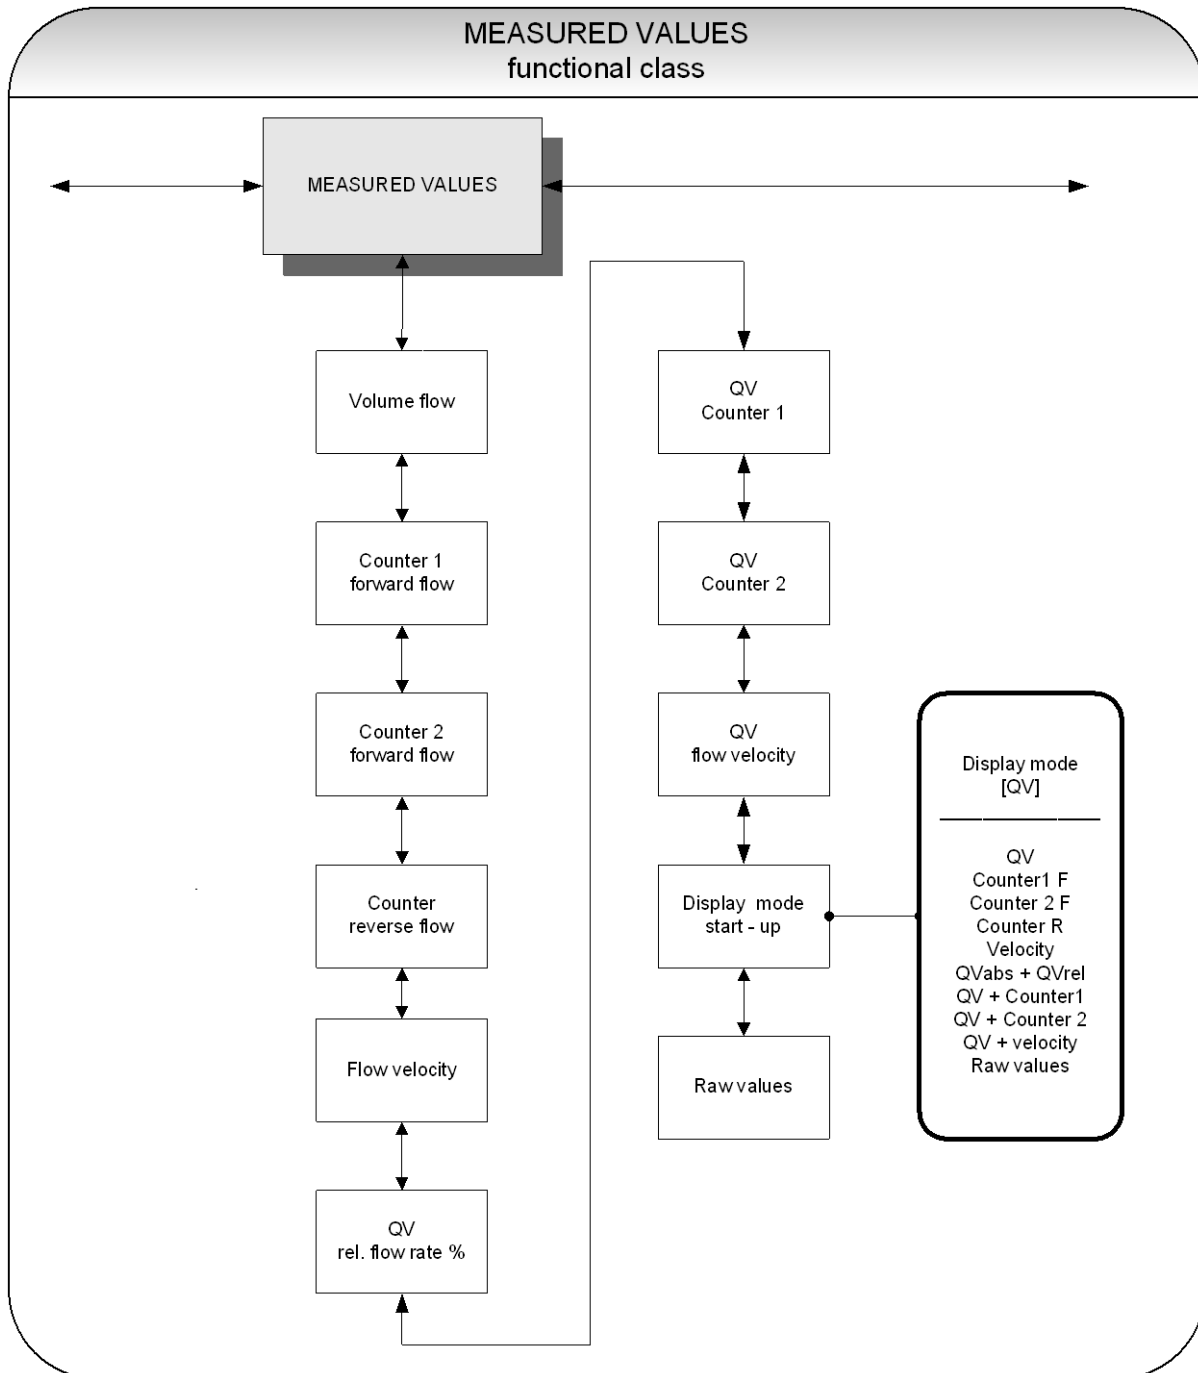 MEASURED VALUES
functional class
MEASURED VALUES
Volume flow
Counter 1
forward flow
Counter 2
forward flow
Counter
reverse flow
Flow velocity
QV
rel. flow rate %
QV
Counter 1
QV
Counter 2
QV
flow velocity
Display mode
start - up
Raw values
Display mode
[QV]
QV
Counter1 F
Counter 2 F
Counter R
Velocity
QVabs + QVrel
QV + Counter1
QV + Counter 2
QV + velocity
Raw values